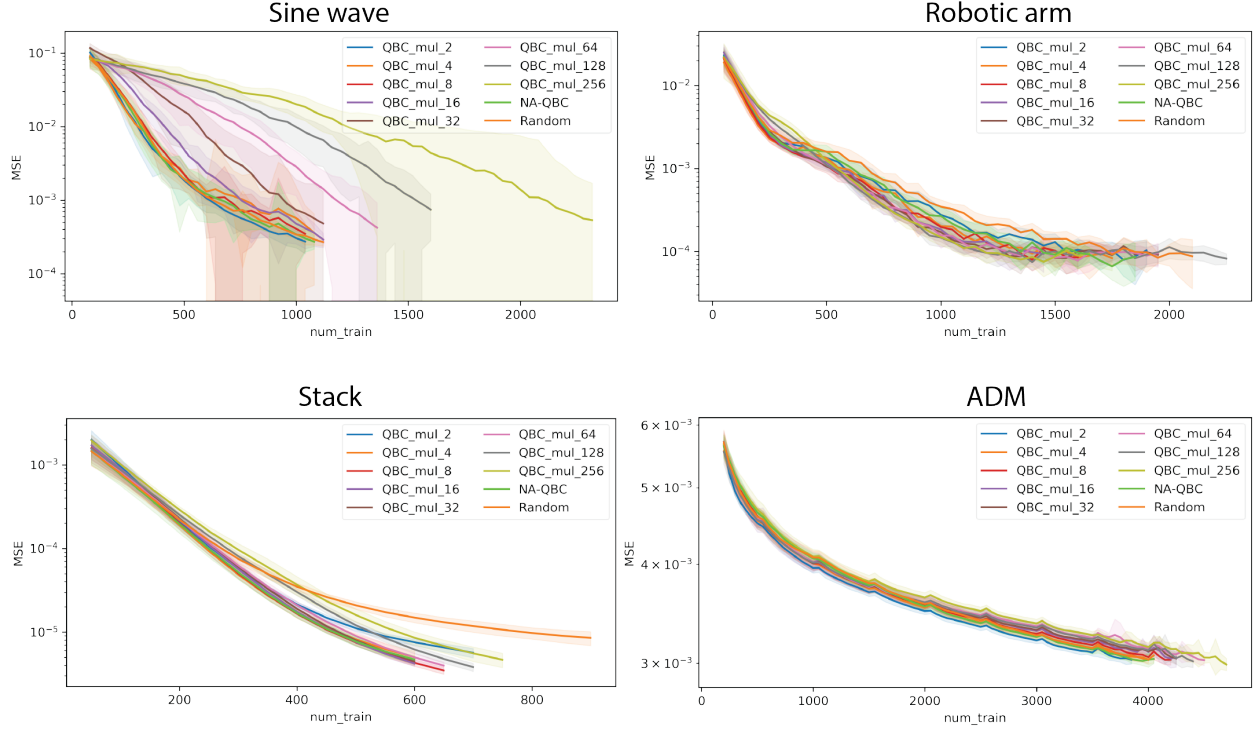 Sine wave
10⁻¹
10⁻²
10⁻³
10⁻⁴
MSE
0 500 1000 1500 2000
num_train
QBC_mul_2 QBC_mul_64
QBC_mul_4 QBC_mul_128
QBC_mul_8 QBC_mul_256
QBC_mul_16 NA-QBC
QBC_mul_32 Random
Robotic arm
10⁻²
10⁻³
10⁻⁴
MSE
0 500 1000 1500 2000
num_train
QBC_mul_2 QBC_mul_64
QBC_mul_4 QBC_mul_128
QBC_mul_8 QBC_mul_256
QBC_mul_16 NA-QBC
QBC_mul_32 Random
Stack
10⁻³
10⁻⁴
10⁻⁵
MSE
200 400 600 800
num_train
QBC_mul_2 QBC_mul_64
QBC_mul_4 QBC_mul_128
QBC_mul_8 QBC_mul_256
QBC_mul_16 NA-QBC
QBC_mul_32 Random
ADM
6 × 10⁻³
5 × 10⁻³
4 × 10⁻³
3 × 10⁻³
MSE
0 1000 2000 3000 4000
num_train
QBC_mul_2 QBC_mul_64
QBC_mul_4 QBC_mul_128
QBC_mul_8 QBC_mul_256
QBC_mul_16 NA-QBC
QBC_mul_32 Random